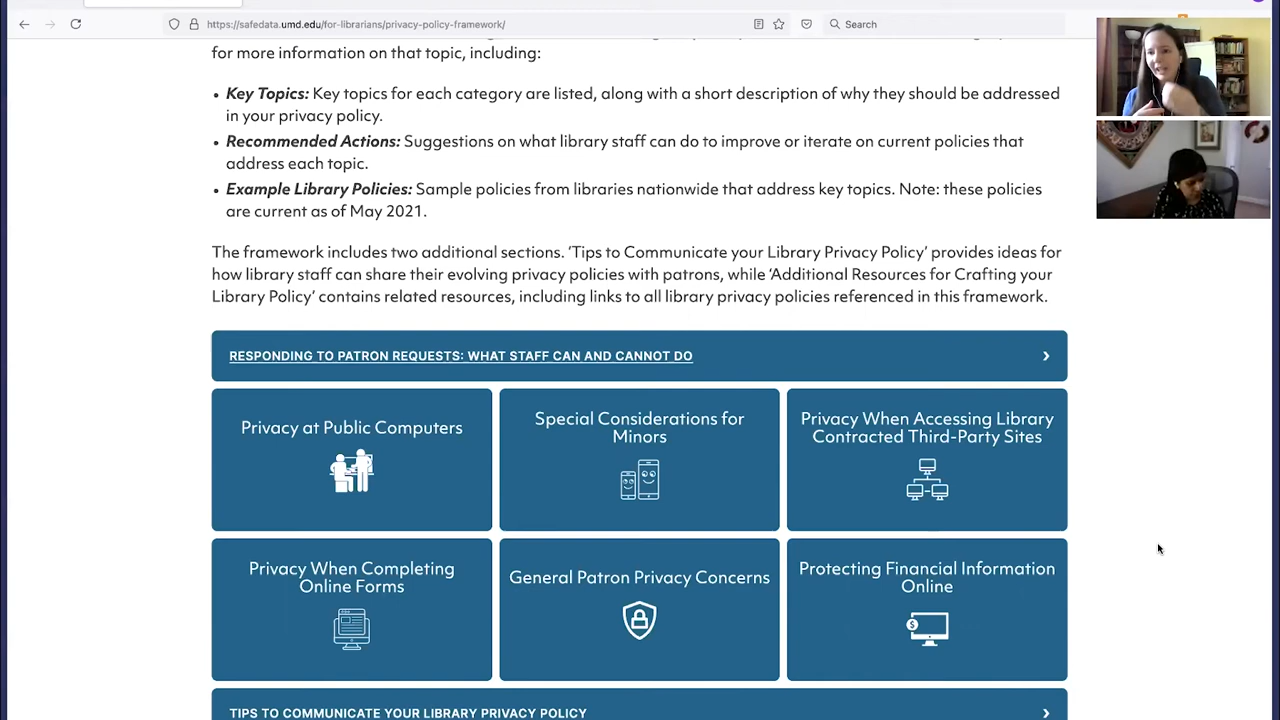 https://safedata.umd.edu/for-librarians/privacy-policy-framework/
Search
for more information on that topic, including:
• Key Topics: Key topics for each category are listed, along with a short description of why they should be addressed
in your privacy policy.
• Recommended Actions: Suggestions on what library staff can do to improve or iterate on current policies that
address each topic.
• Example Library Policies: Sample policies from libraries nationwide that address key topics. Note: these policies
are current as of May 2021.
The framework includes two additional sections. ‘Tips to Communicate your Library Privacy Policy’ provides ideas for
how library staff can share their evolving privacy policies with patrons, while ‘Additional Resources for Crafting your
Library Policy’ contains related resources, including links to all library privacy policies referenced in this framework.
RESPONDING TO PATRON REQUESTS: WHAT STAFF CAN AND CANNOT DO
Privacy at Public Computers
Special Considerations for
Minors
Privacy When Accessing Library
Contracted Third-Party Sites
Privacy When Completing
Online Forms
General Patron Privacy Concerns
Protecting Financial Information
Online
TIPS TO COMMUNICATE YOUR LIBRARY PRIVACY POLICY